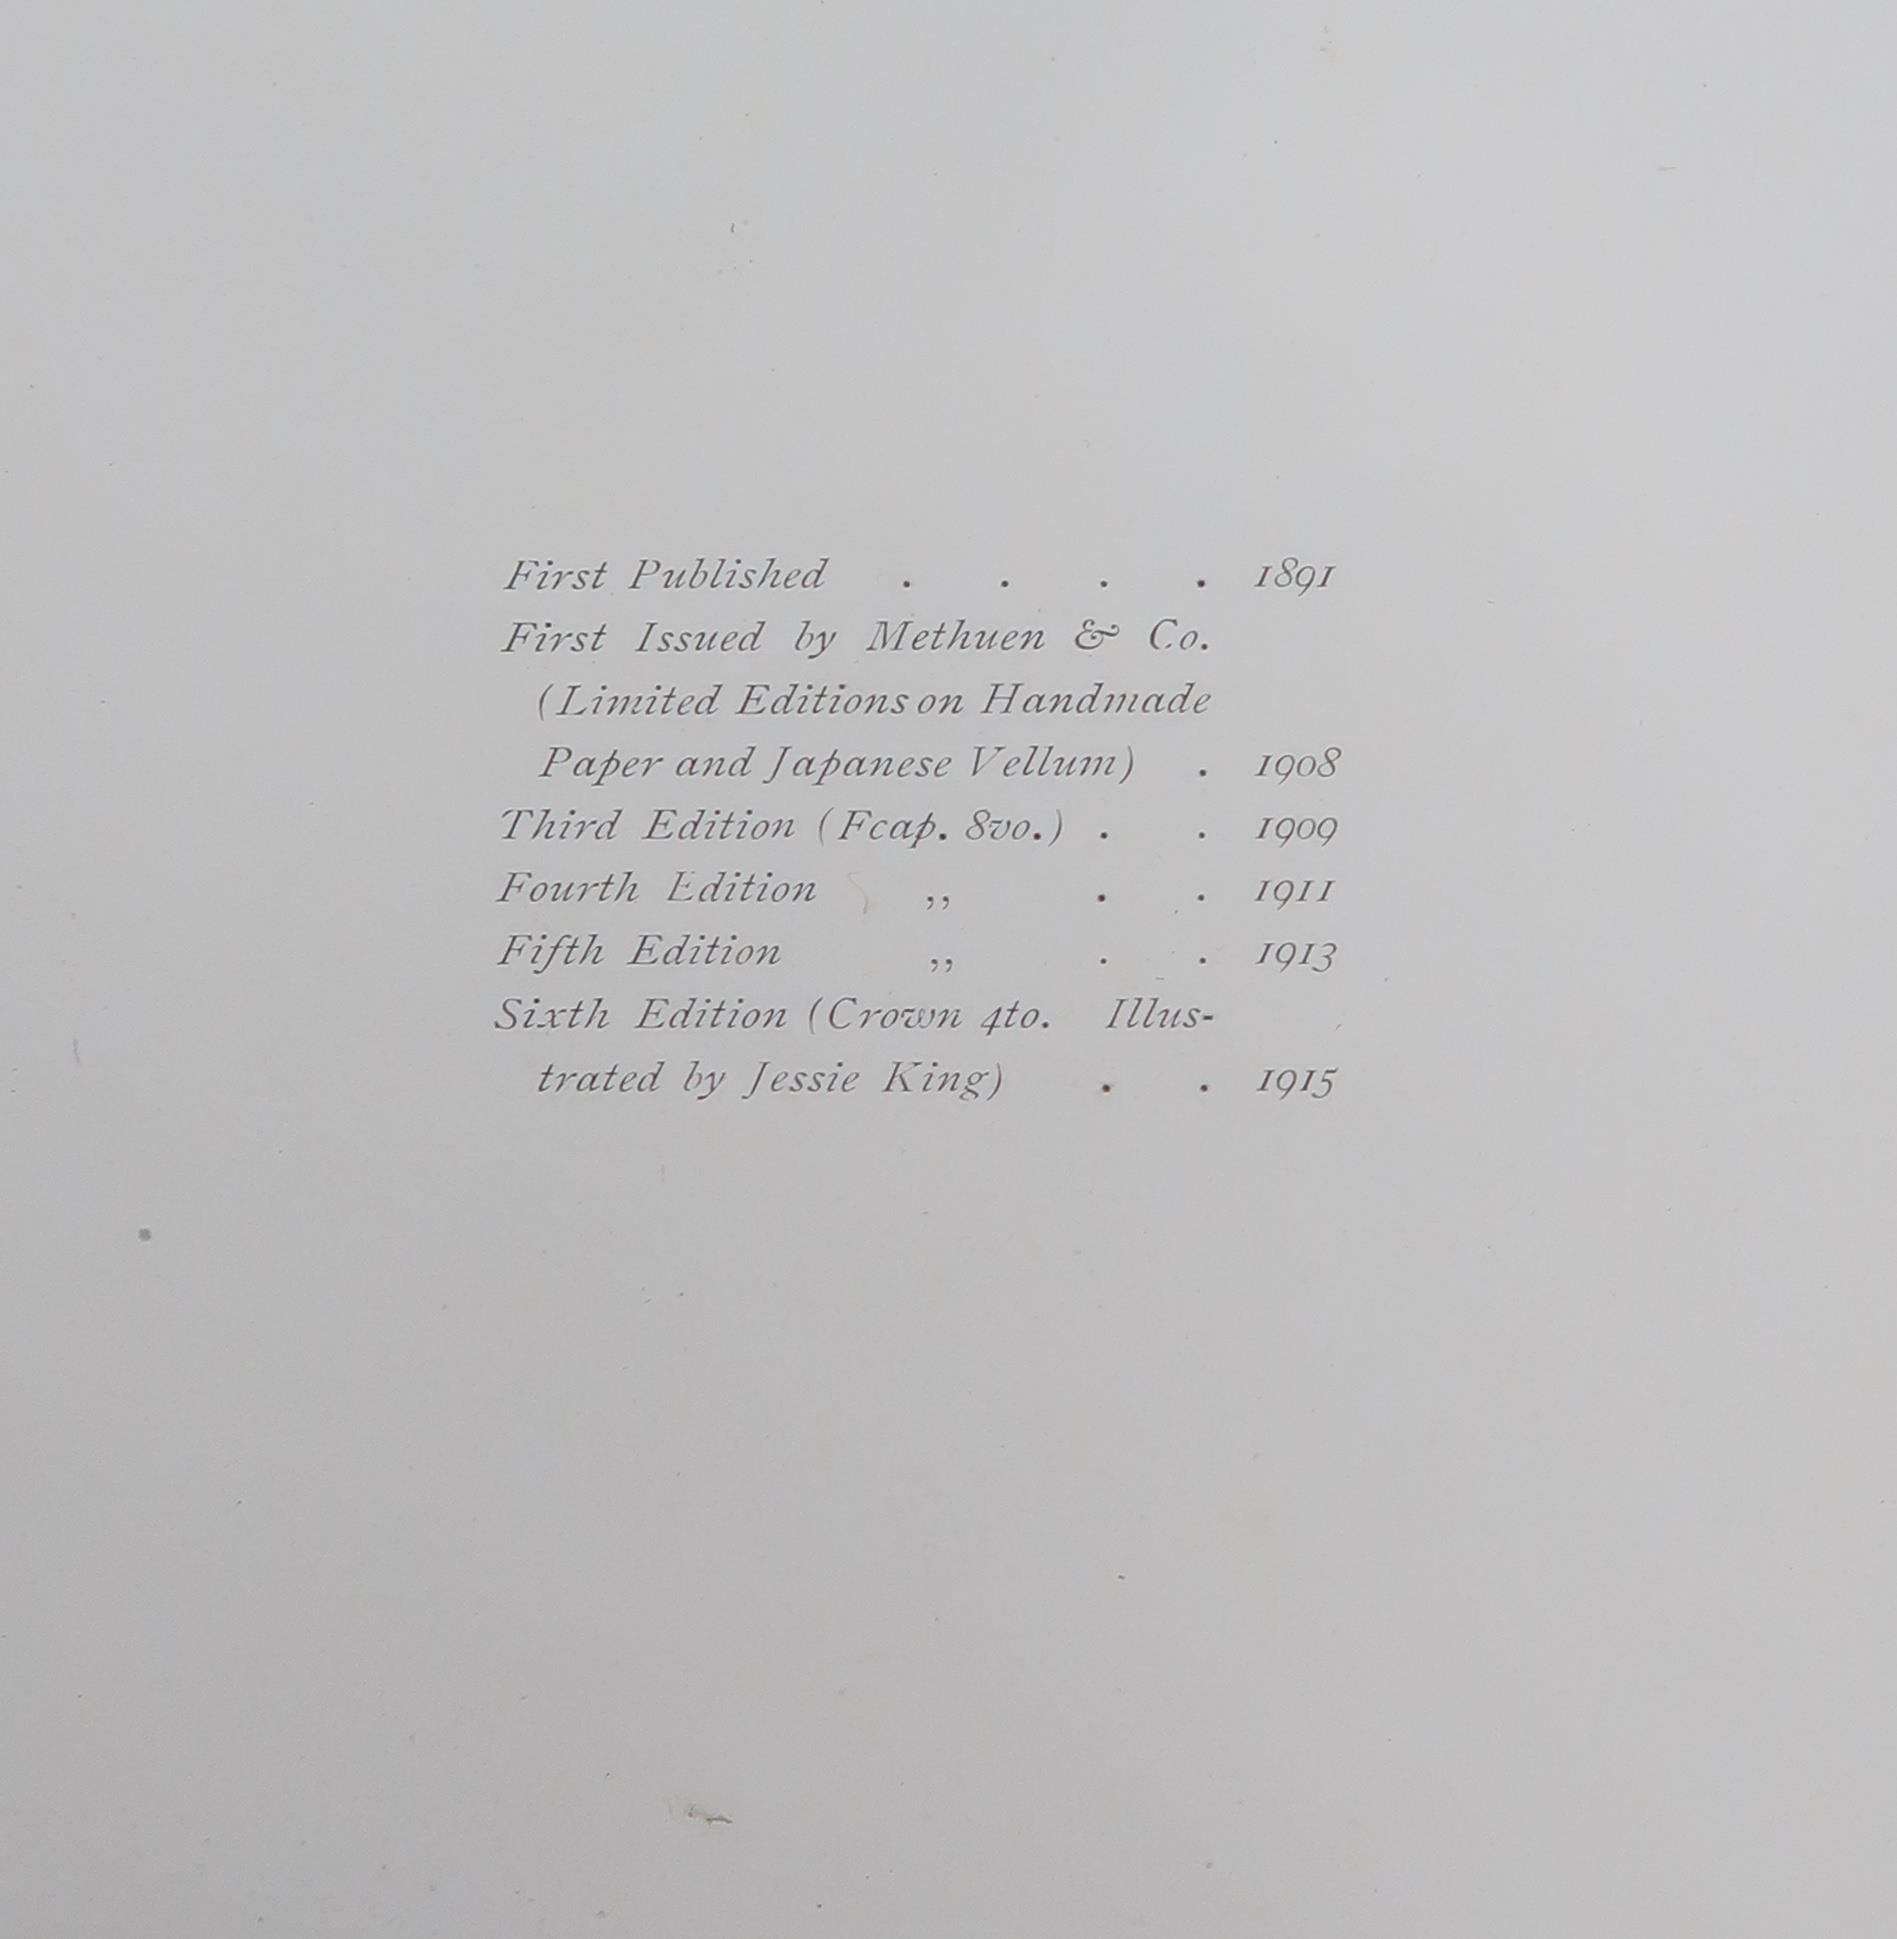 First Published . . . . 1891
First Issued by Methuen & Co.
(Limited Editions on Handmade
Paper and Japanese Vellum) . 1908
Third Edition (Fcap. 8vo.) . . 1909
Fourth Edition ,, . . 1911
Fifth Edition ,, . . 1913
Sixth Edition (Crown 4to. Illus-
trated by Jessie King) . . 1915